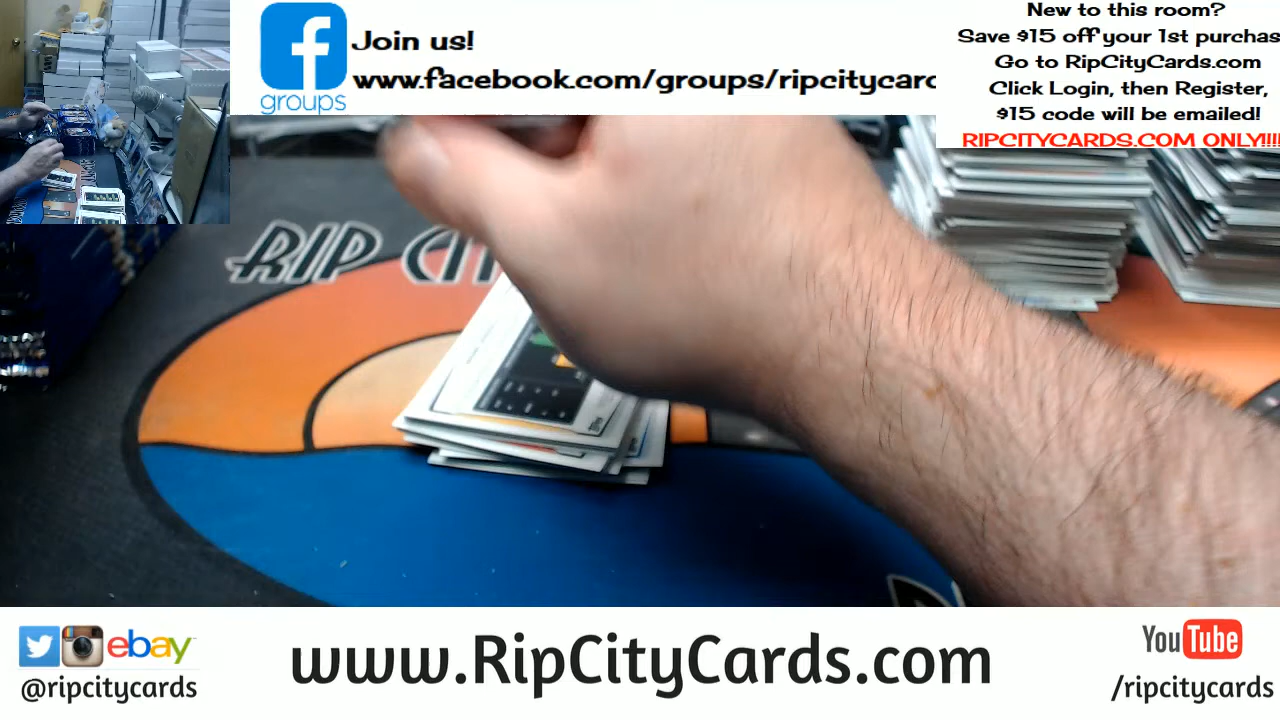 Join us!
www.facebook.com/groups/ripcitycarc
groups
New to this room?
Save $15 off your 1st purchas
Go to RipCityCards.com
Click Login, then Register,
$15 code will be emailed!
RIPCITYCARDS.COM ONLY!!!!
RIP CIT
ebay
@ripcitycards
www.RipCityCards.com
YouTube
/ripcitycards